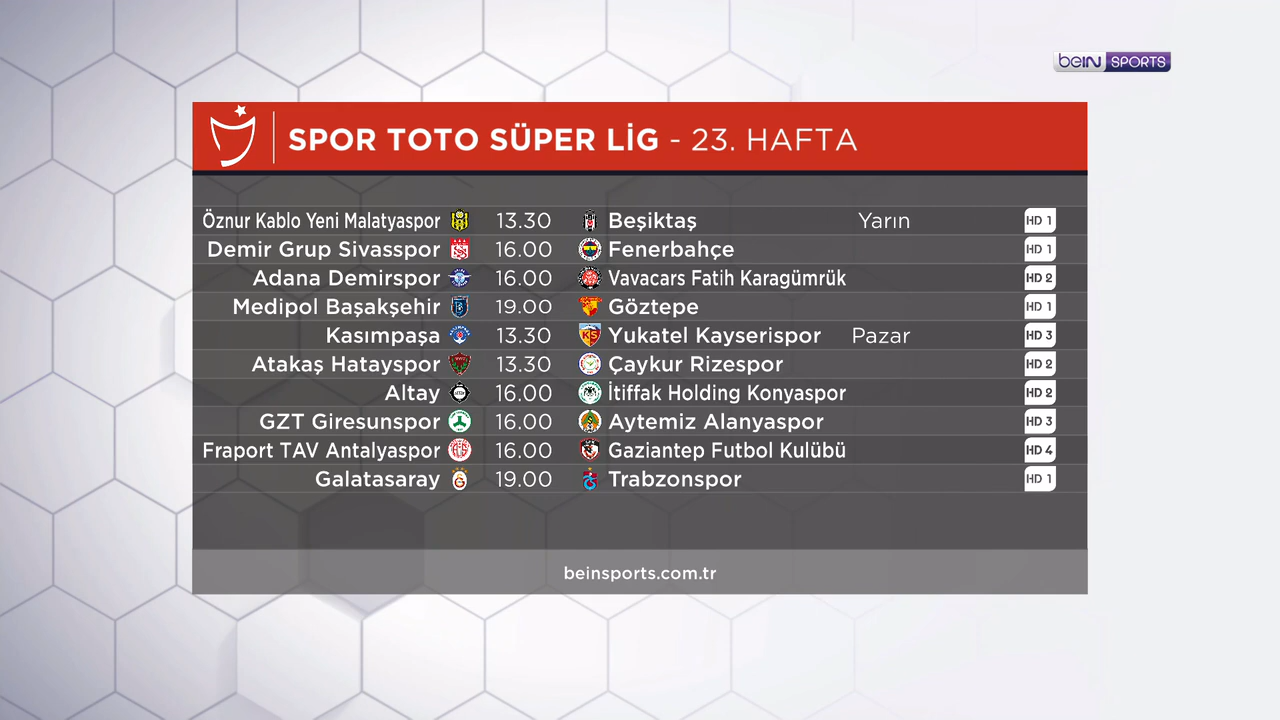 beIN SPORTS
SPOR TOTO SÜPER LİG - 23. HAFTA
Öznur Kablo Yeni Malatyaspor 13.30 Beşiktaş Yarın HD 1
Demir Grup Sivasspor 16.00 Fenerbahçe HD 1
Adana Demirspor 16.00 Vavacars Fatih Karagümrük HD 2
Medipol Başakşehir 19.00 Göztepe HD 1
Kasımpaşa 13.30 Yukatel Kayserispor Pazar HD 3
Atakaş Hatayspor 13.30 Çaykur Rizespor HD 2
Altay 16.00 İtiffak Holding Konyaspor HD 2
GZT Giresunspor 16.00 Aytemiz Alanyaspor HD 3
Fraport TAV Antalyaspor 16.00 Gaziantep Futbol Kulübü HD 4
Galatasaray 19.00 Trabzonspor HD 1
beinsports.com.tr